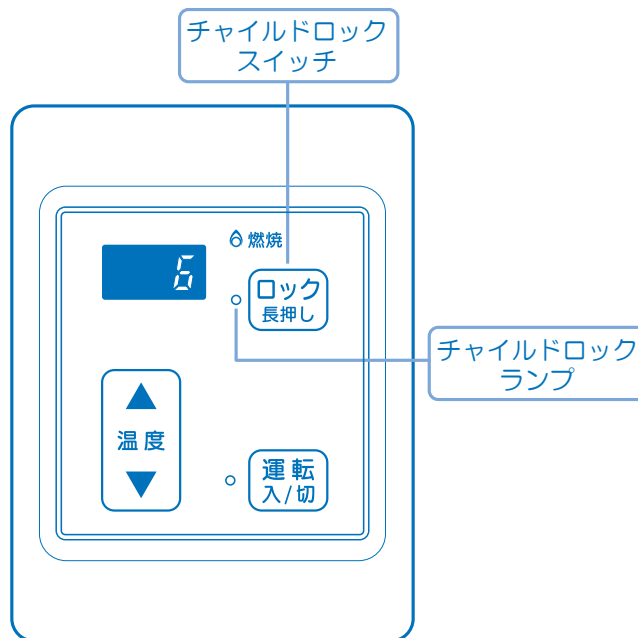 チャイルドロック
スイッチ
燃焼
6
ロック
長押し
チャイルドロック
ランプ
温度
運転
入/切